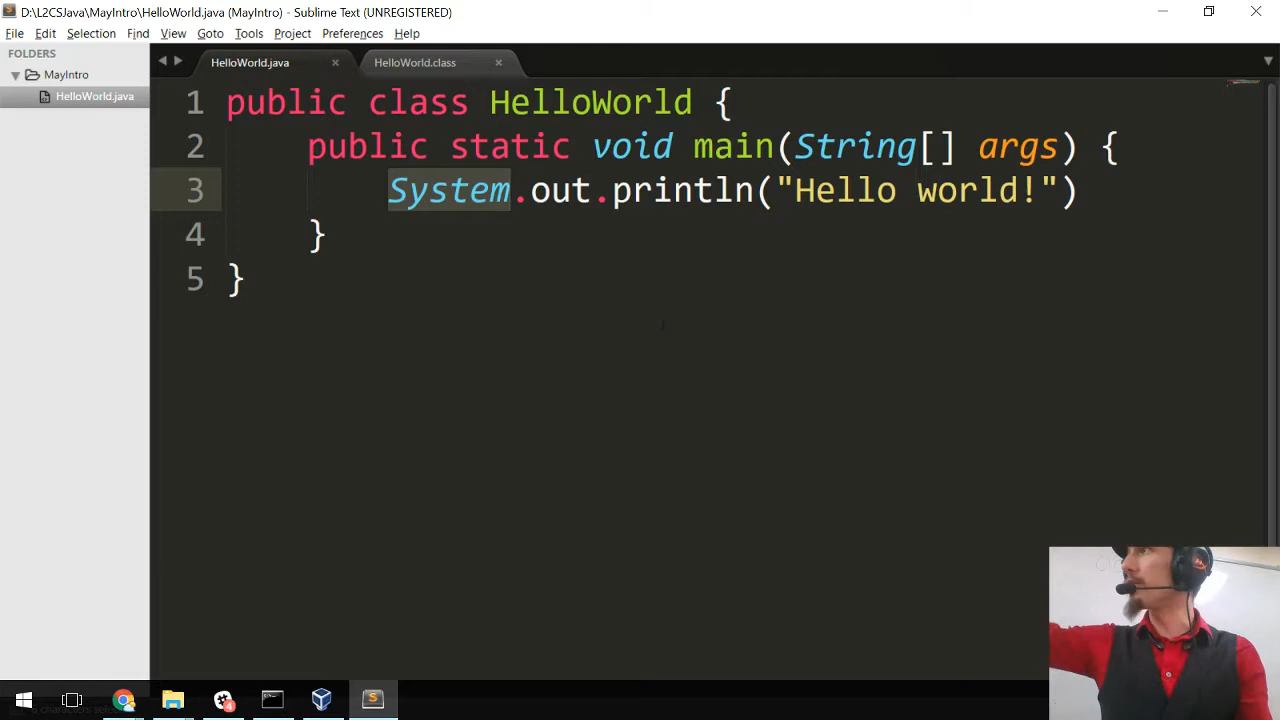 D:\L2CSJava\MayIntro\HelloWorld.java (MayIntro) - Sublime Text (UNREGISTERED)
File Edit Selection Find View Goto Tools Project Preferences Help
FOLDERS
MayIntro
HelloWorld.java
HelloWorld.java HelloWorld.class
1 public class HelloWorld {
2 public static void main(String[] args) {
3 System.out.println("Hello world!")
4 }
5 }
4